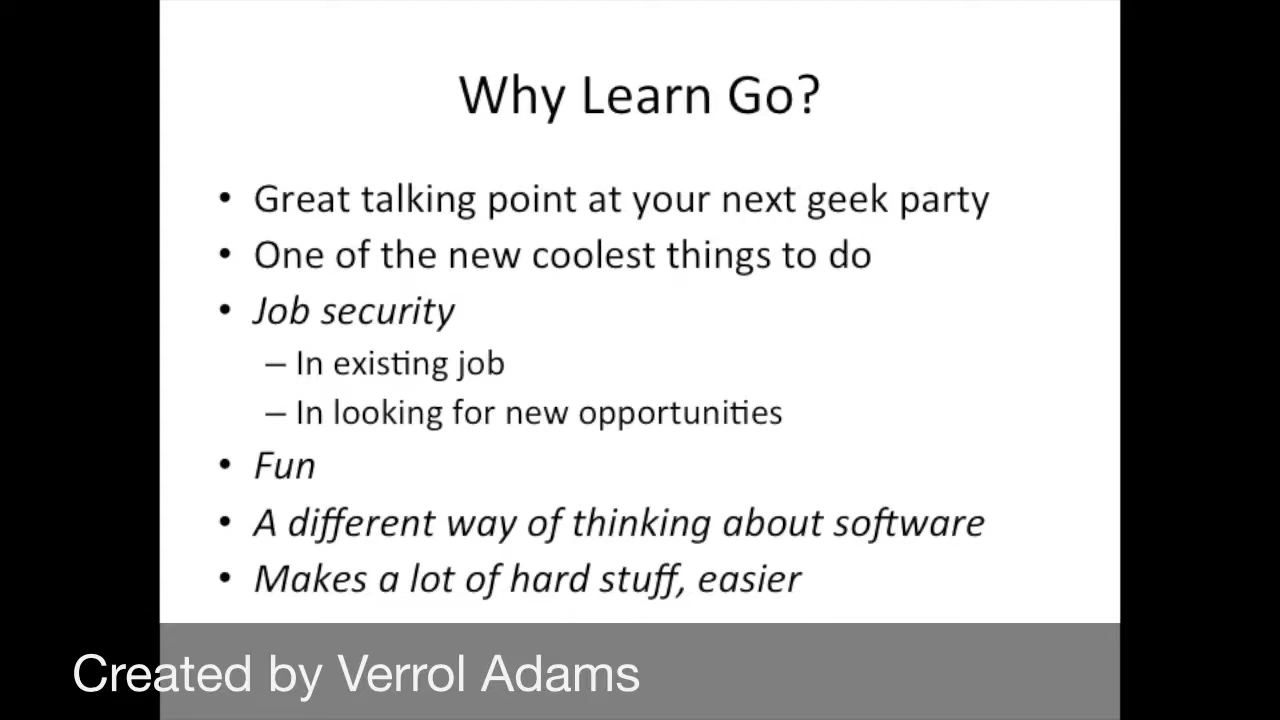 Why Learn Go?
• Great talking point at your next geek party
• One of the new coolest things to do
• Job security
– In existing job
– In looking for new opportunities
• Fun
• A different way of thinking about software
• Makes a lot of hard stuff, easier
Created by Verrol Adams